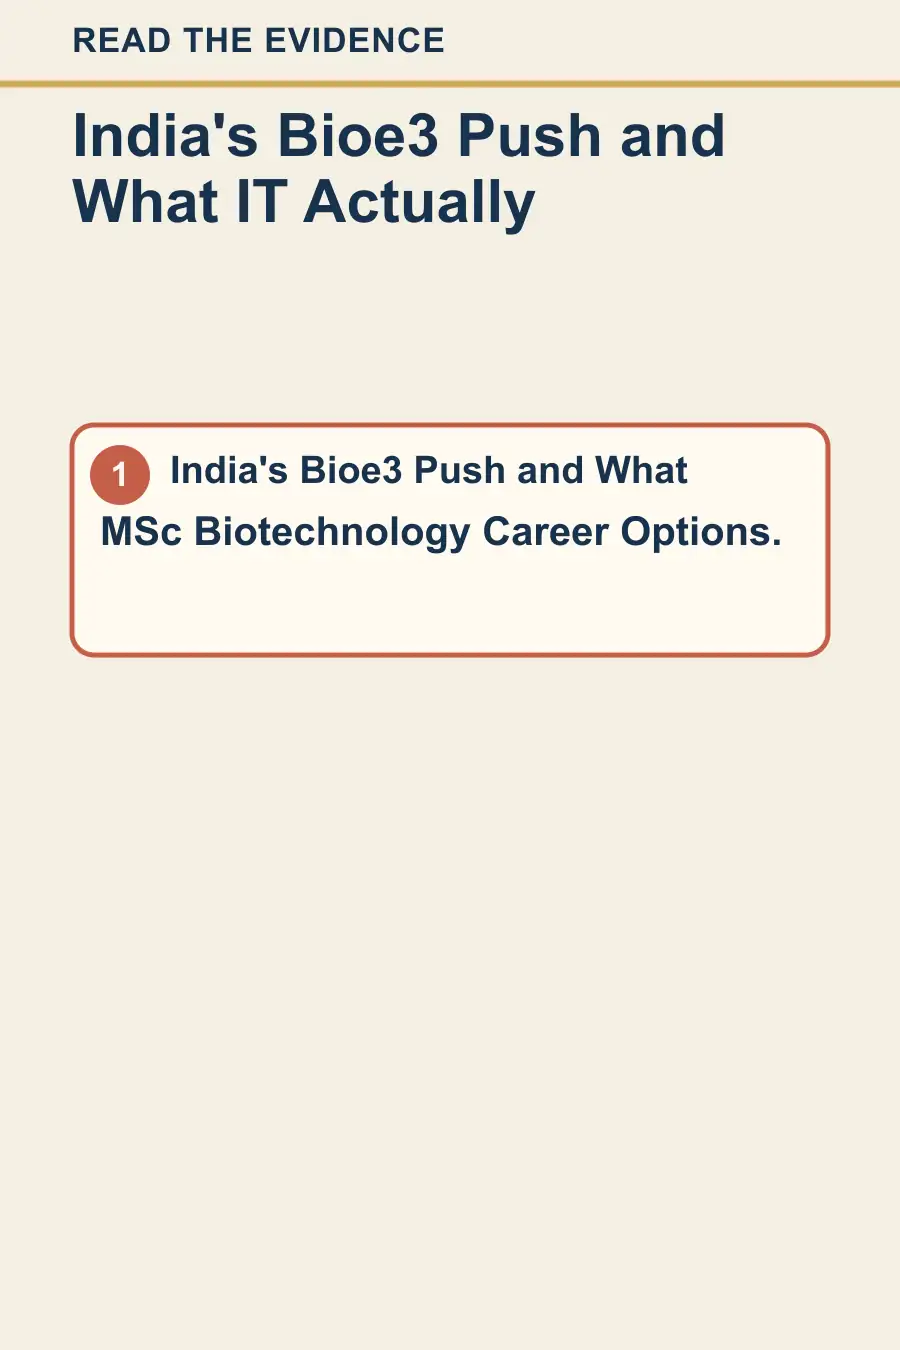 READ THE EVIDENCE
India's Bioe3 Push and
What IT Actually
1 India's Bioe3 Push and What
MSc Biotechnology Career Options.